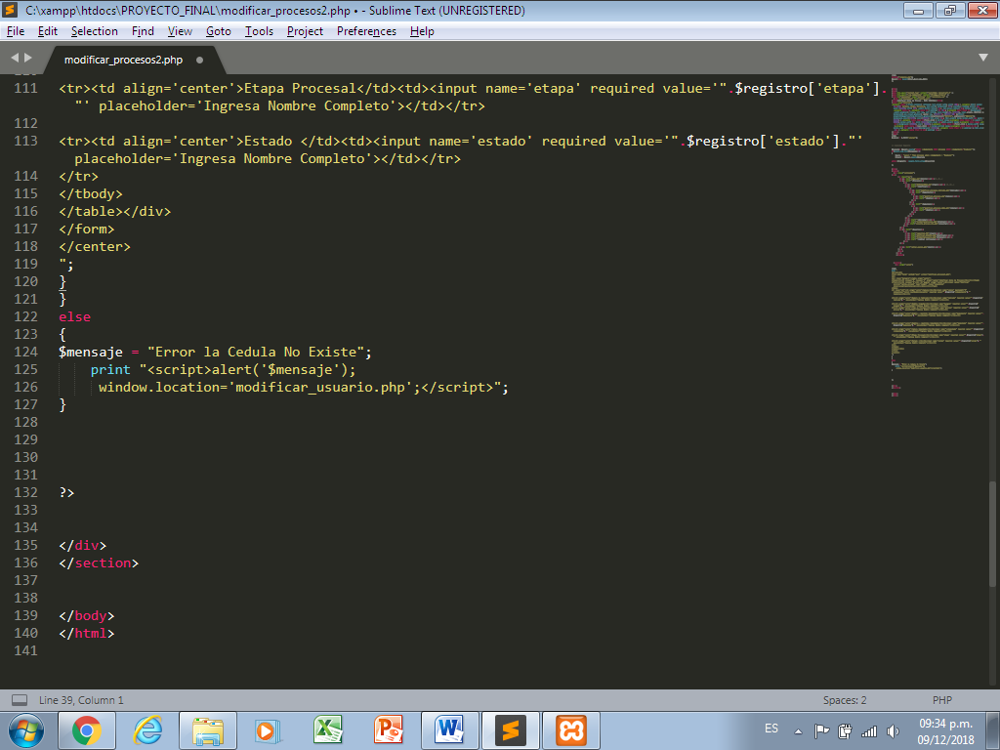 C:\xampp\htdocs\PROYECTO_FINAL\modificar_procesos2.php • - Sublime Text (UNREGISTERED)
File Edit Selection Find View Goto Tools Project Preferences Help
modificar_procesos2.php
111 <tr><td align='center'>Etapa Procesal</td><td><input name='etapa' required value='".$registro['etapa'].
"' placeholder='Ingresa Nombre Completo'></td></tr>
112
113 <tr><td align='center'>Estado </td><td><input name='estado' required value='".$registro['estado']."'
placeholder='Ingresa Nombre Completo'></td></tr>
114 </tr>
115 </tbody>
116 </table></div>
117 </form>
118 </center>
119 ";
120 }
121 }
122 else
123 {
124 $mensaje = "Error la Cedula No Existe";
125 print "<script>alert('$mensaje');
126 window.location='modificar_usuario.php';</script>";
127 }
128
129
130
131
132 ?>
133
134
135 </div>
136 </section>
137
138
139 </body>
140 </html>
141
Line 39, Column 1 Spaces: 2 PHP
ES 09:34 p.m.
09/12/2018